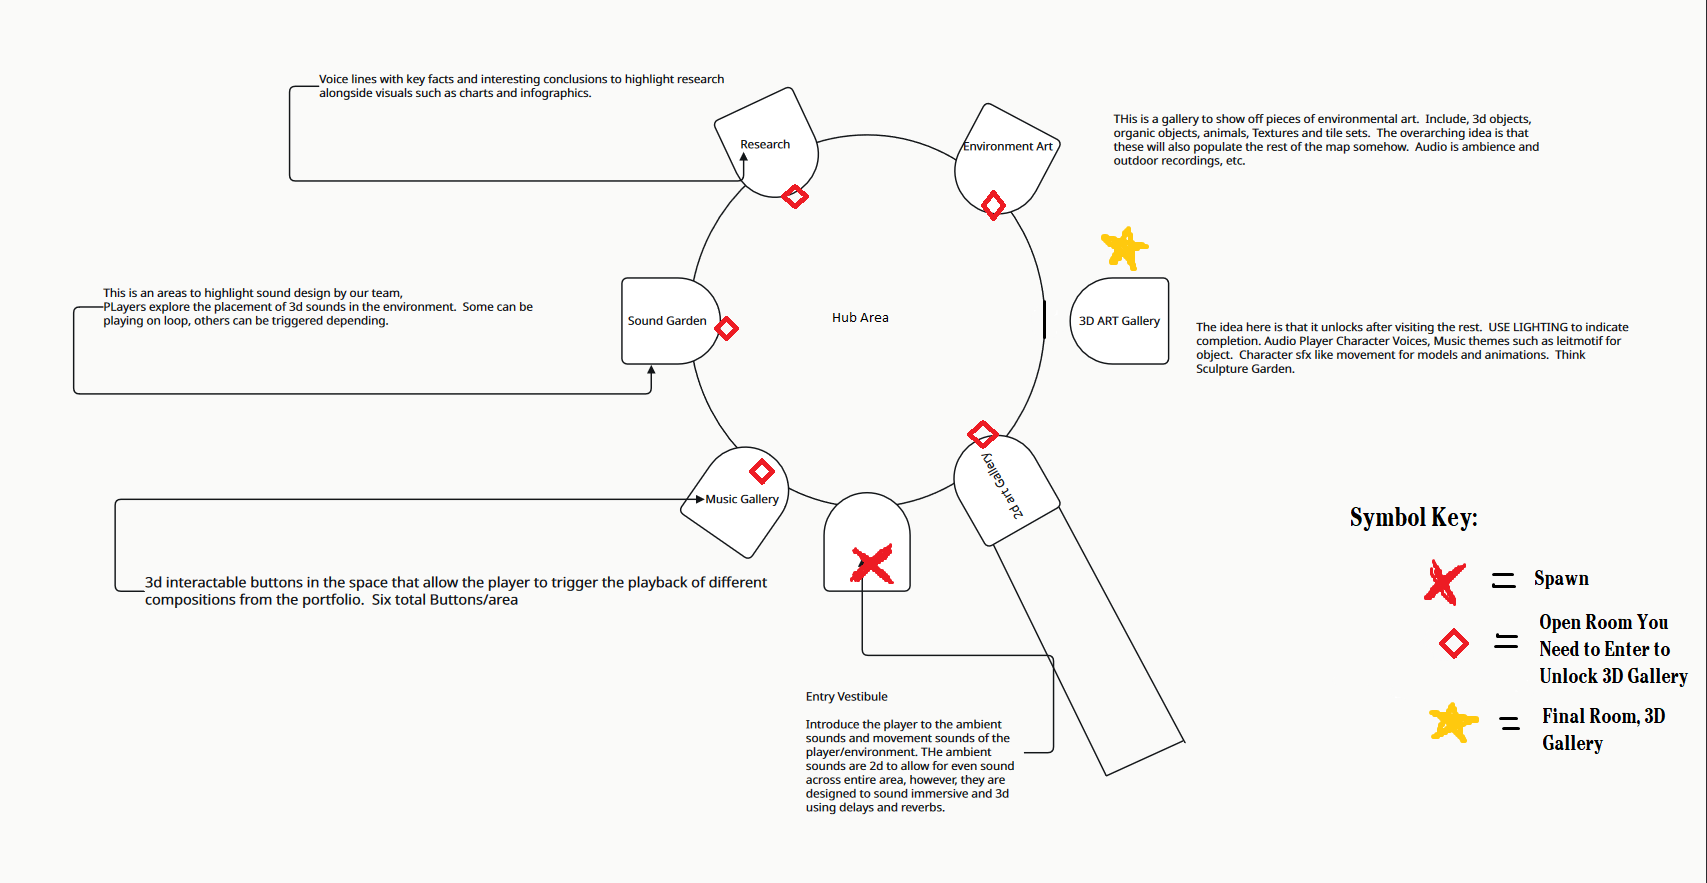 Voice lines with key facts and interesting conclusions to highlight research
alongside visuals such as charts and infographics.
Research
Environment Art
THis is a gallery to show off pieces of environmental art.  Include, 3d objects,
organic objects, animals, Textures and tile sets.  The overarching idea is that
these will also populate the rest of the map somehow.  Audio is ambience and
outdoor recordings, etc.
This is an areas to highlight sound design by our team,
PLayers explore the placement of 3d sounds in the environment.  Some can be
playing on loop, others can be triggered depending.
Sound Garden
Hub Area
3D ART Gallery
The idea here is that it unlocks after visiting the rest.  USE LIGHTING to indicate
completion. Audio Player Character Voices, Music themes such as leitmotif for
object.  Character sfx like movement for models and animations.  Think
Sculpture Garden.
Music Gallery
2d art Gallery
3d interactable buttons in the space that allow the player to trigger the playback of different
compositions from the portfolio.  Six total Buttons/area
Entry Vestibule
Introduce the player to the ambient
sounds and movement sounds of the
player/environment. THe ambient
sounds are 2d to allow for even sound
across entire area, however, they are
designed to sound immersive and 3d
using delays and reverbs.
Symbol Key:
= Spawn
= Open Room You
Need to Enter to
Unlock 3D Gallery
= Final Room, 3D
Gallery